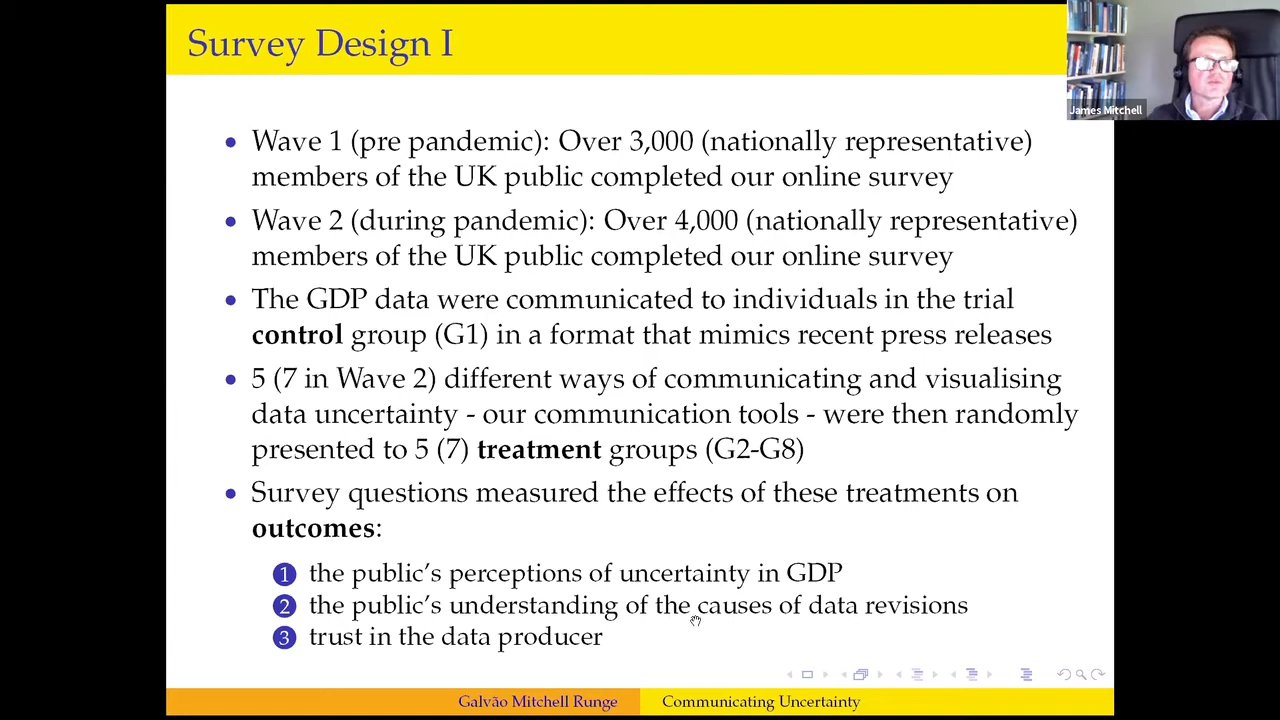 Survey Design I
James Mitchell
• Wave 1 (pre pandemic): Over 3,000 (nationally representative)
members of the UK public completed our online survey
• Wave 2 (during pandemic): Over 4,000 (nationally representative)
members of the UK public completed our online survey
• The GDP data were communicated to individuals in the trial
control group (G1) in a format that mimics recent press releases
• 5 (7 in Wave 2) different ways of communicating and visualising
data uncertainty - our communication tools - were then randomly
presented to 5 (7) treatment groups (G2-G8)
• Survey questions measured the effects of these treatments on
outcomes:
1 the public's perceptions of uncertainty in GDP
2 the public's understanding of the causes of data revisions
3 trust in the data producer
Galvão Mitchell Runge
Communicating Uncertainty